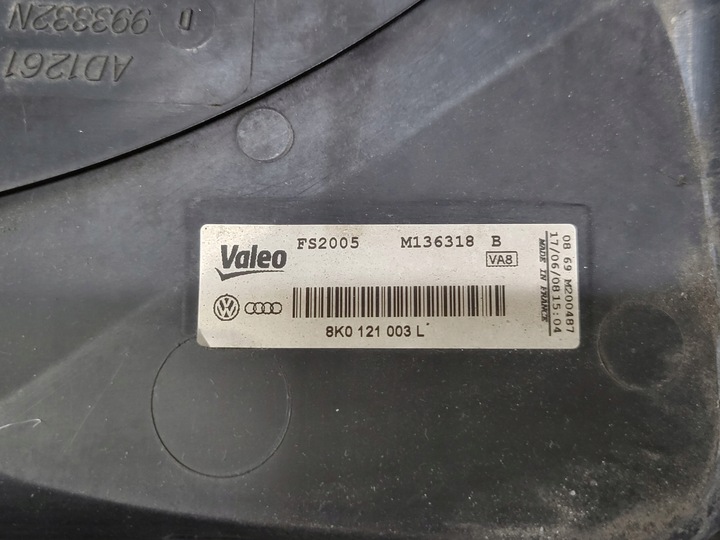 993332N D
AD1261
Valeo FS2005 M136318 B
VA8
8K0 121 003 L
08 69 M200487
17/06/08 15:04
MADE IN FRANCE